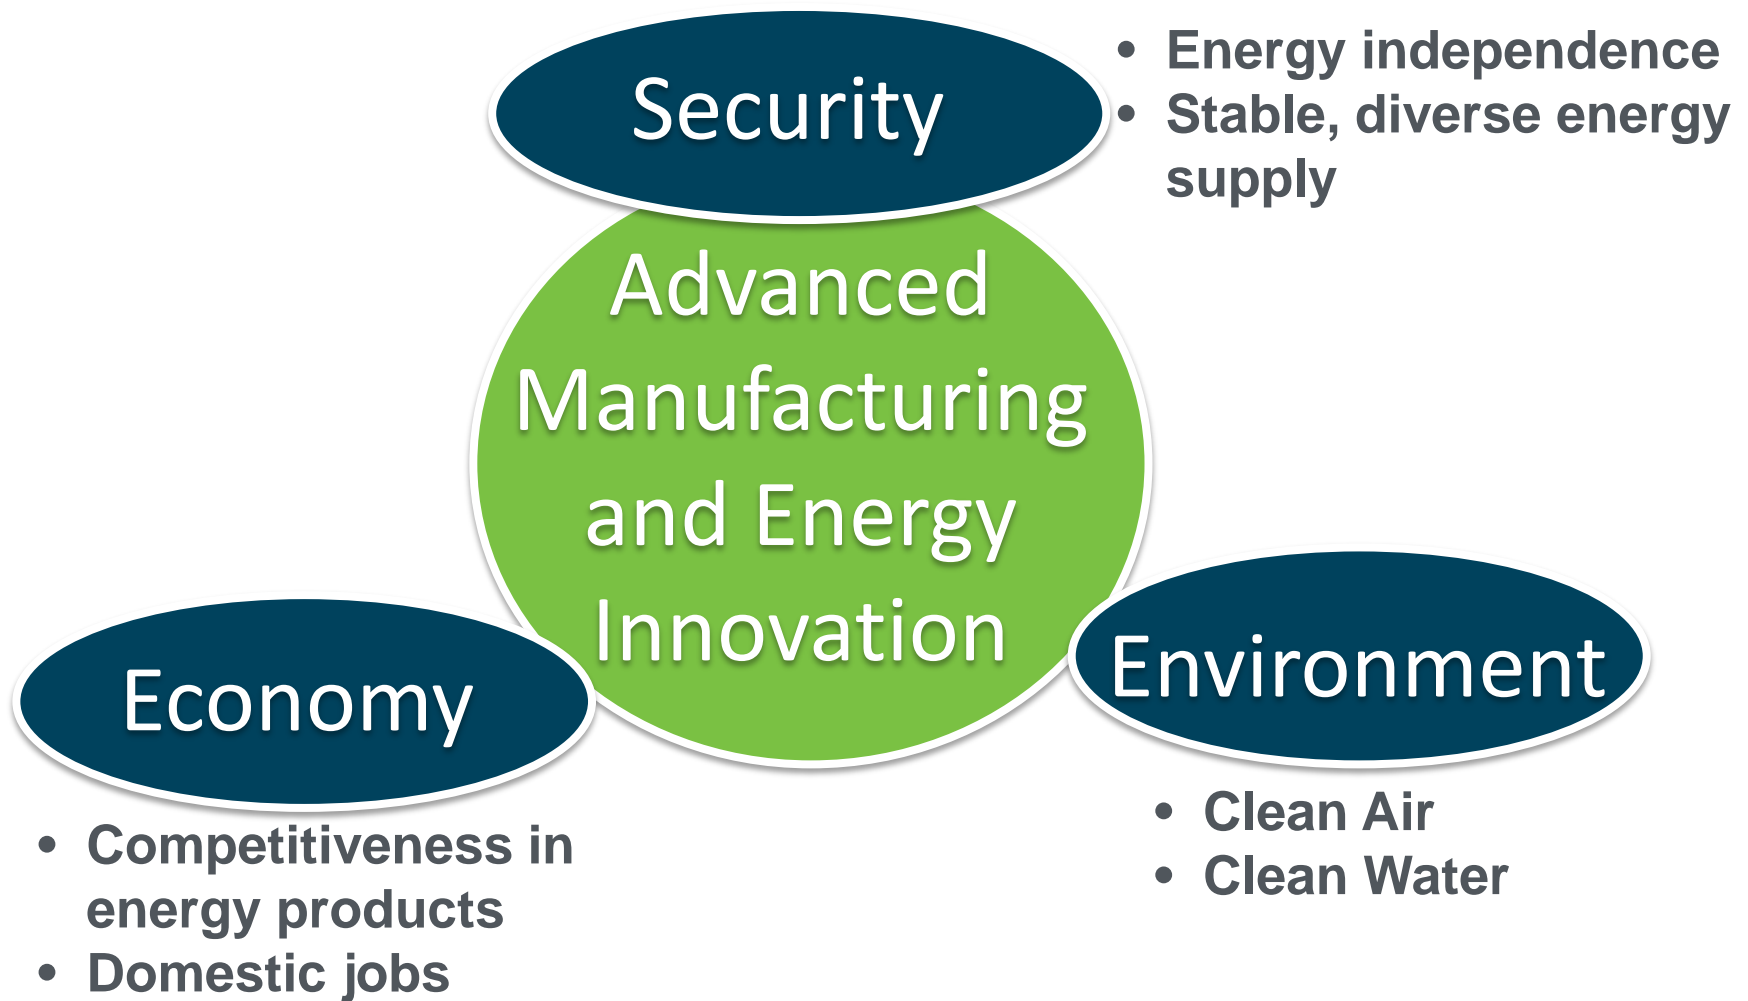 Security
• Energy independence
• Stable, diverse energy
supply
Advanced
Manufacturing
and Energy
Innovation
Economy
• Competitiveness in
energy products
• Domestic jobs
Environment
• Clean Air
• Clean Water